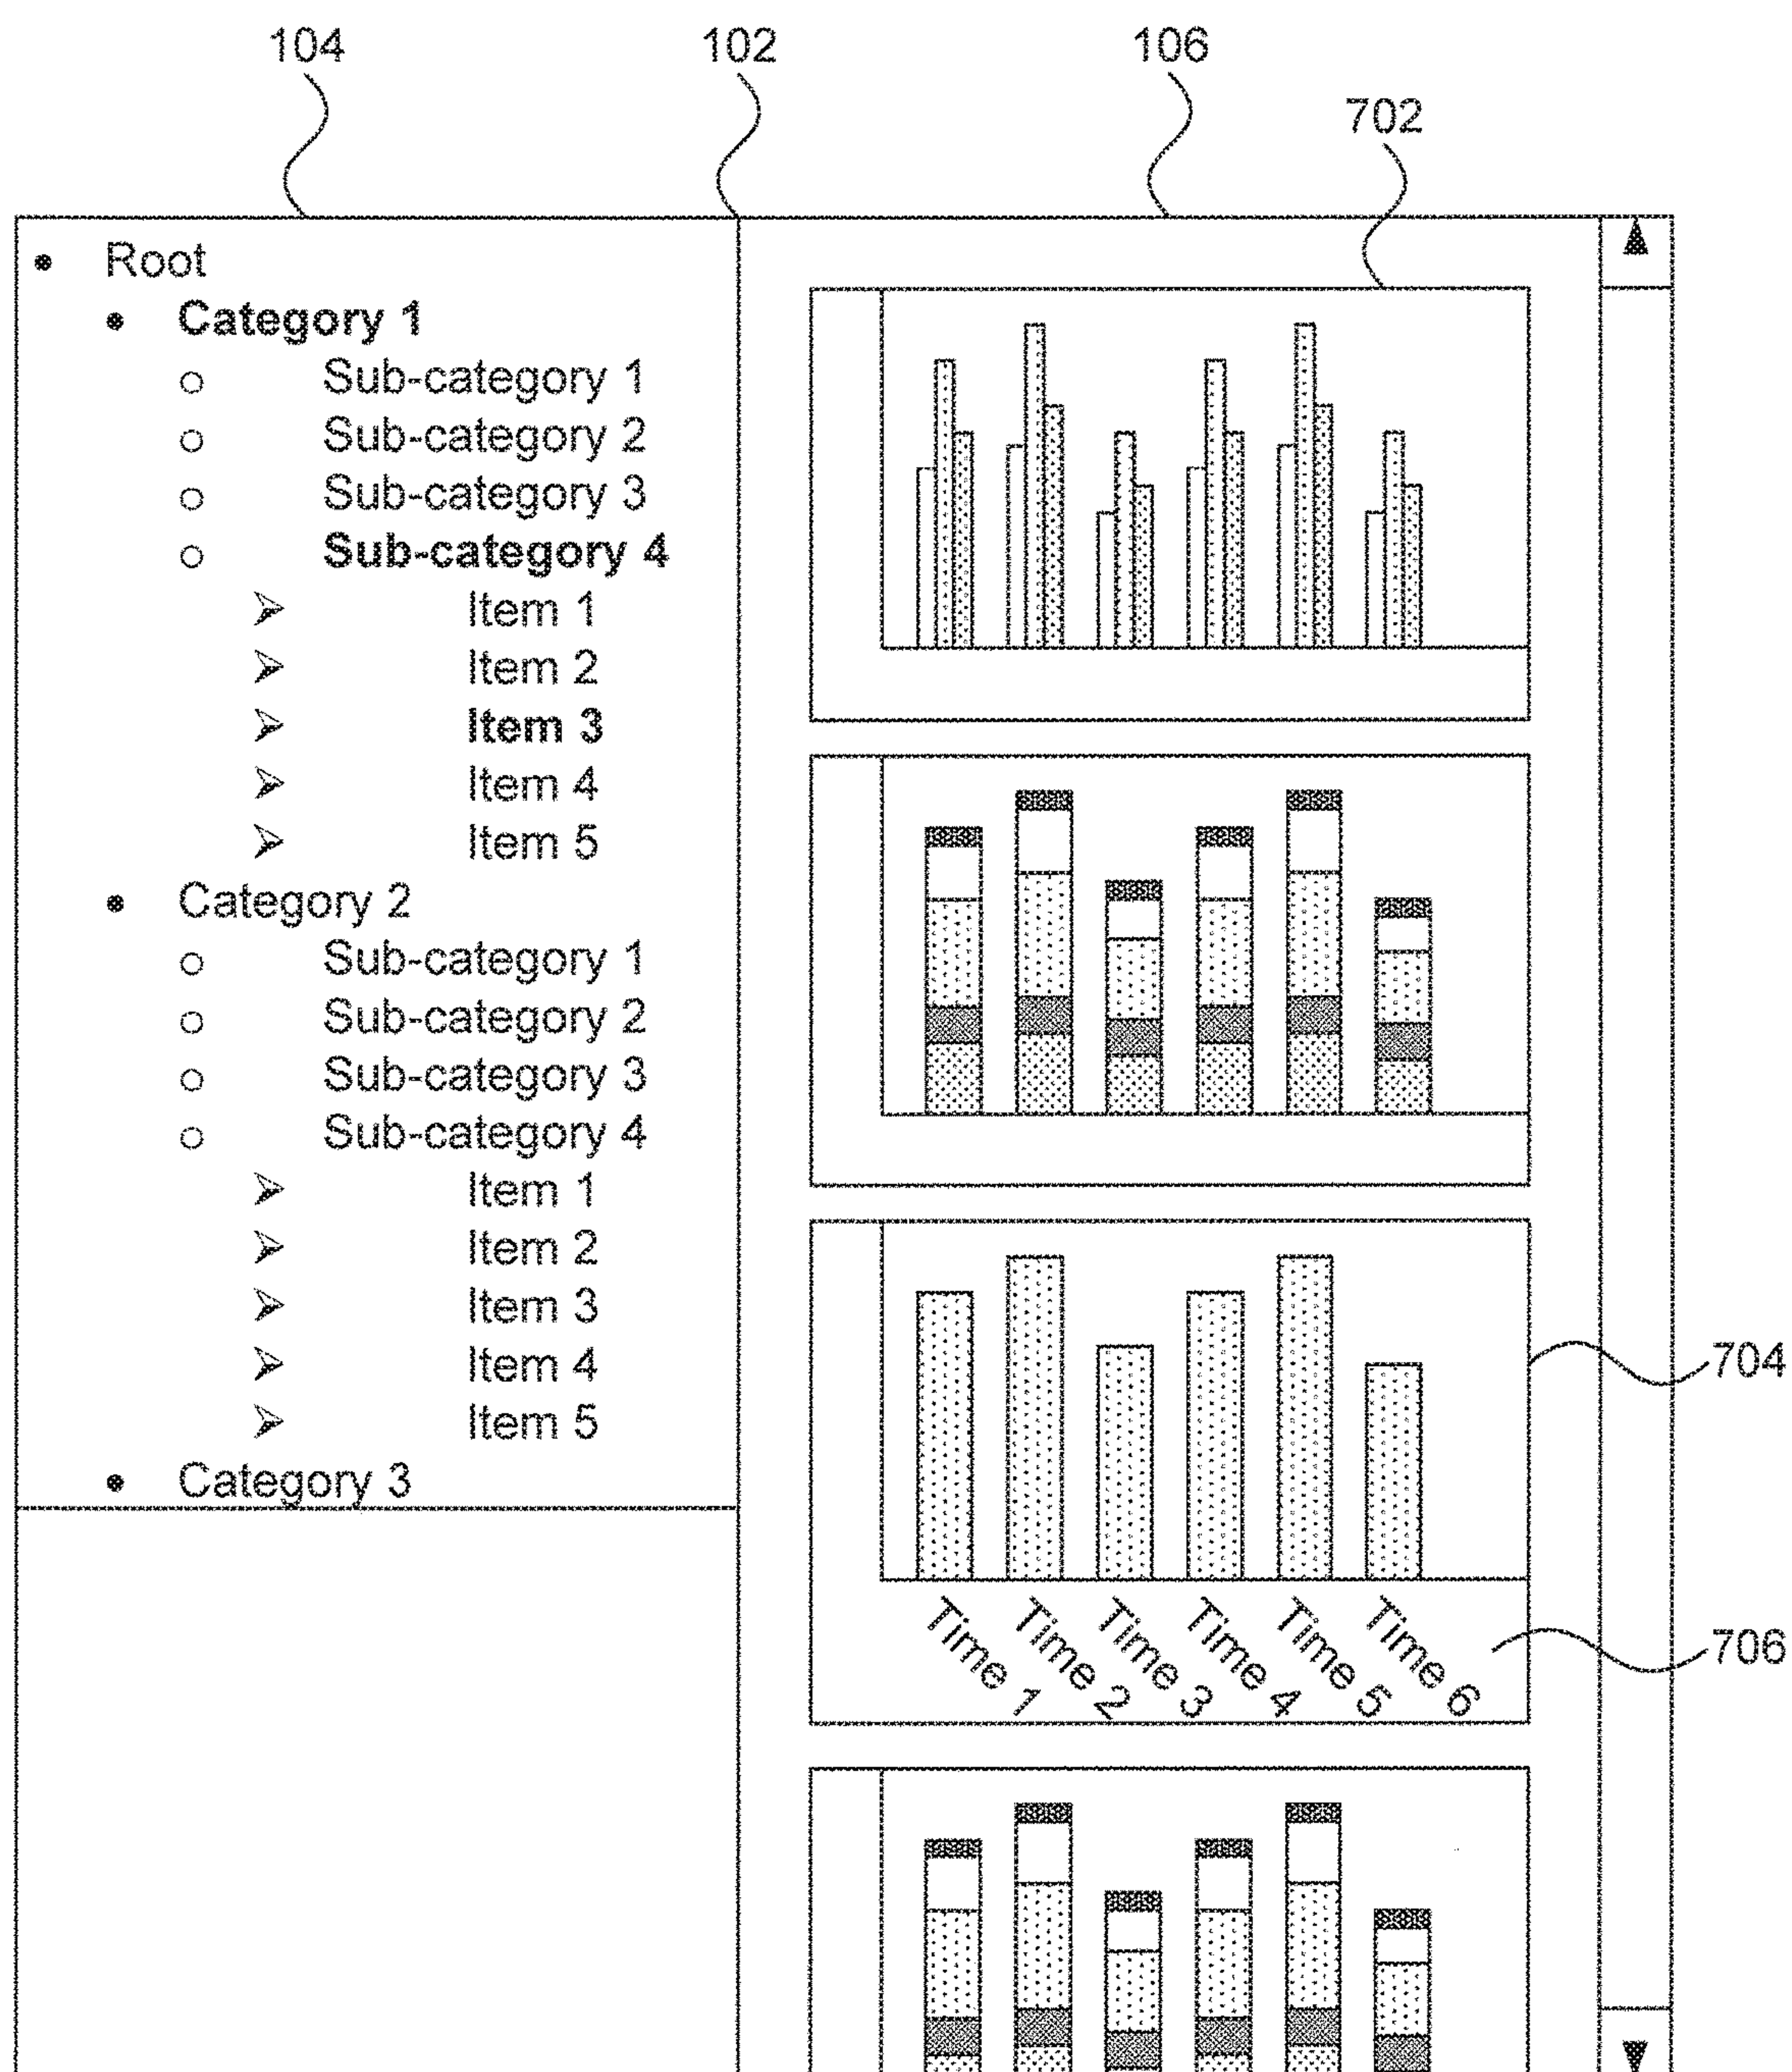 104
102
106
702
Root
Category 1
Sub-category 1
Sub-category 2
Sub-category 3
Sub-category 4
Item 1
Item 2
Item 3
Item 4
Item 5
Category 2
Sub-category 1
Sub-category 2
Sub-category 3
Sub-category 4
Item 1
Item 2
Item 3
Item 4
Item 5
Category 3
704
Time 1
Time 2
Time 3
Time 4
Time 5
Time 6
706